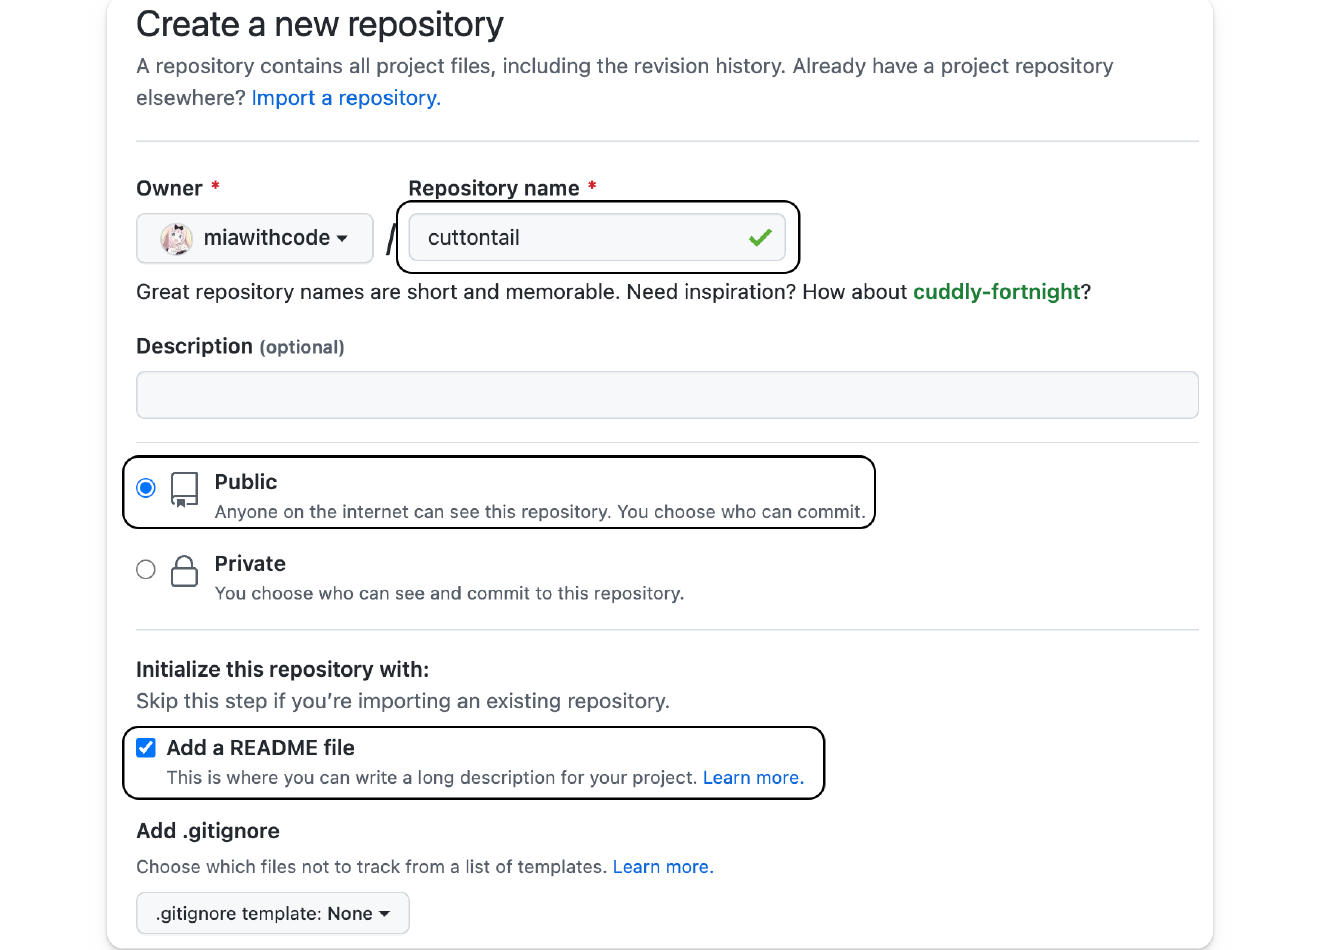 Create a new repository
A repository contains all project files, including the revision history. Already have a project repository
elsewhere? Import a repository.
Owner * Repository name *
miawithcode / cuttontail
Great repository names are short and memorable. Need inspiration? How about cuddly-fortnight?
Description (optional)
Public
Anyone on the internet can see this repository. You choose who can commit.
Private
You choose who can see and commit to this repository.
Initialize this repository with:
Skip this step if you’re importing an existing repository.
Add a README file
This is where you can write a long description for your project. Learn more.
Add .gitignore
Choose which files not to track from a list of templates. Learn more.
.gitignore template: None